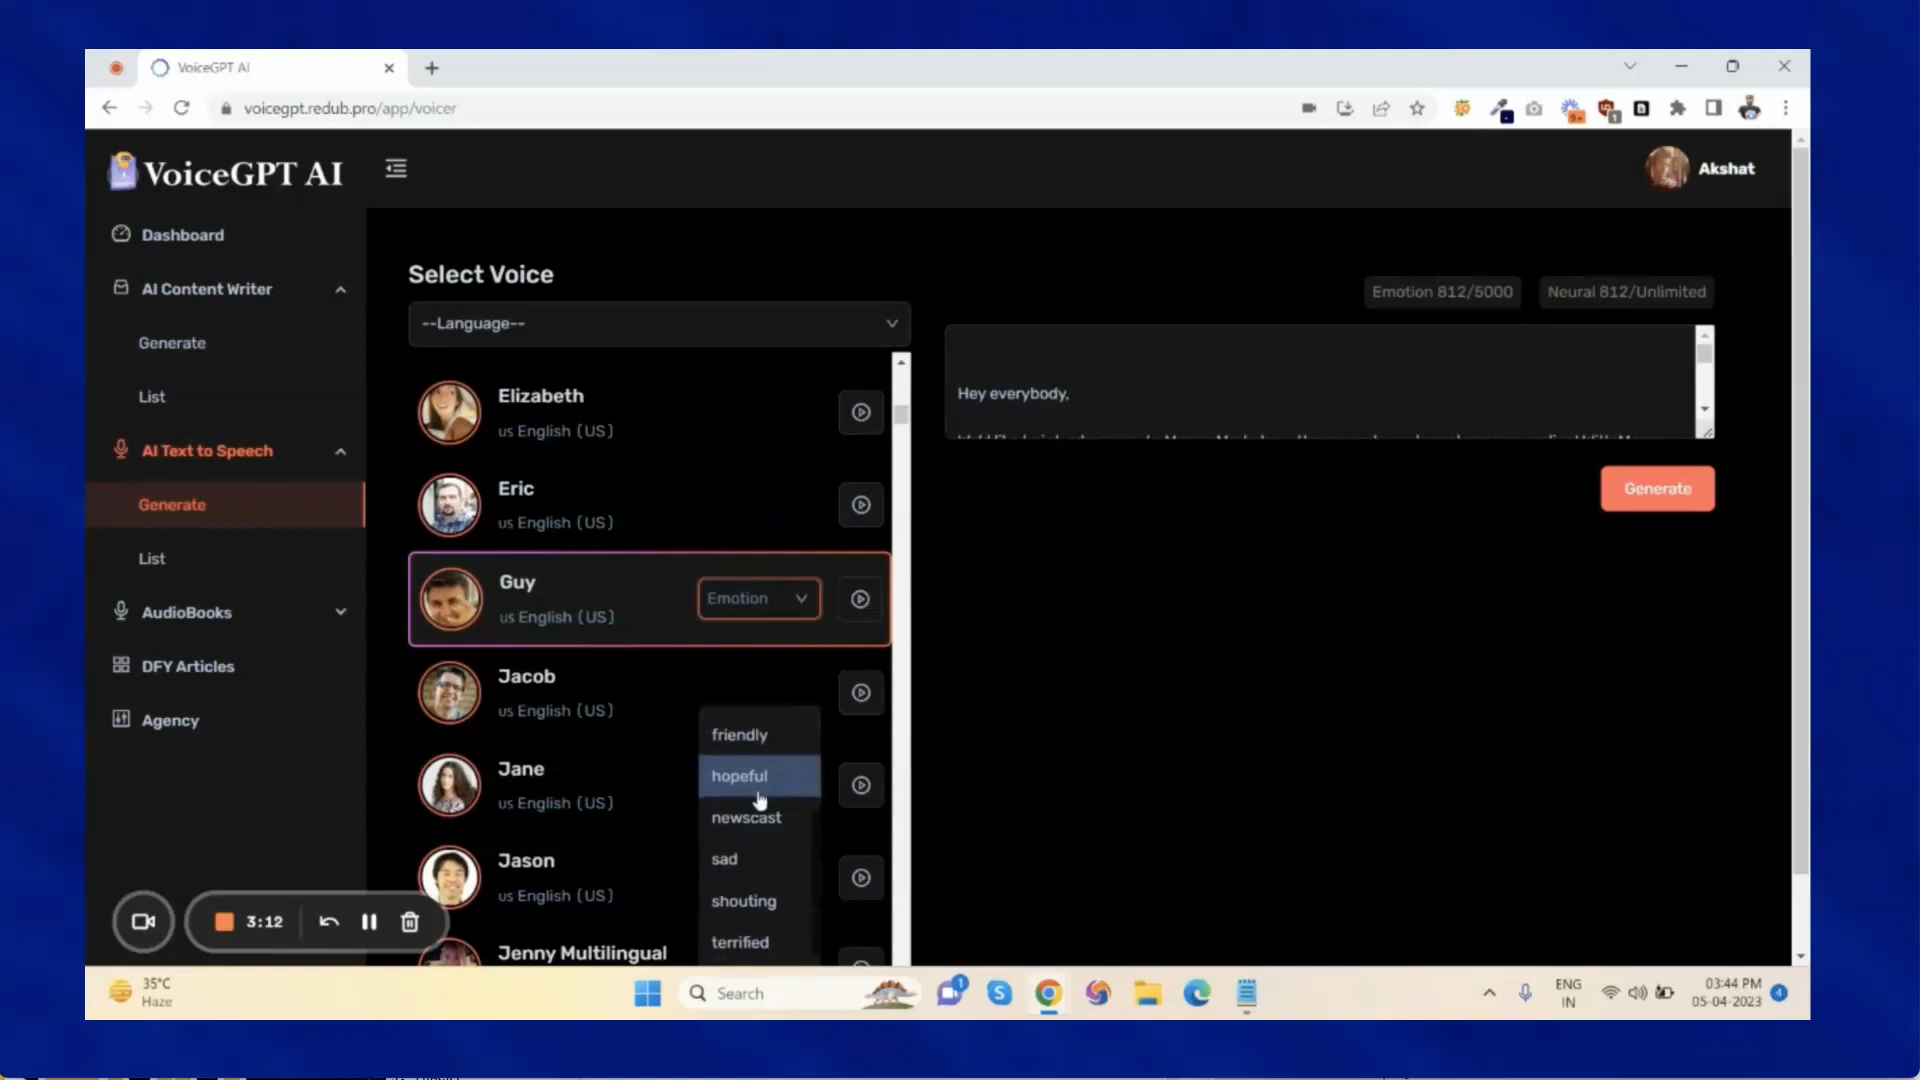 VoiceGPT AI
voicegpt.redub.pro/app/voicer
9+
1
VoiceGPT AI
Akshat
Dashboard
AI Content Writer
Generate
List
AI Text to Speech
Generate
List
AudioBooks
DFY Articles
Agency
Select Voice
--Language--
Elizabeth
us English (US)
Eric
us English (US)
Guy
us English (US)
Emotion
Jacob
us English (US)
Jane
us English (US)
Jason
us English (US)
Jenny Multilingual
friendly
hopeful
newscast
sad
shouting
terrified
Emotion 812/5000
Neural 812/Unlimited
Hey everybody,
Generate
3:12
35°C
Haze
Search
1
ENG
IN
03:44 PM
05-04-2023
4